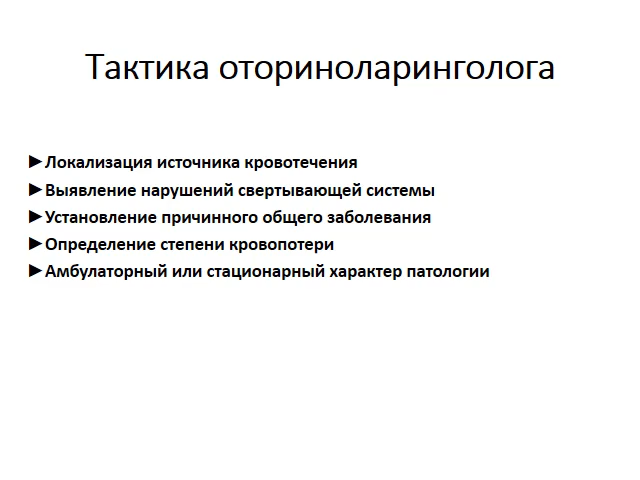 Тактика оториноларинголога
►Локализация источника кровотечения
►Выявление нарушений свертывающей системы
►Установление причинного общего заболевания
►Определение степени кровопотери
►Амбулаторный или стационарный характер патологии